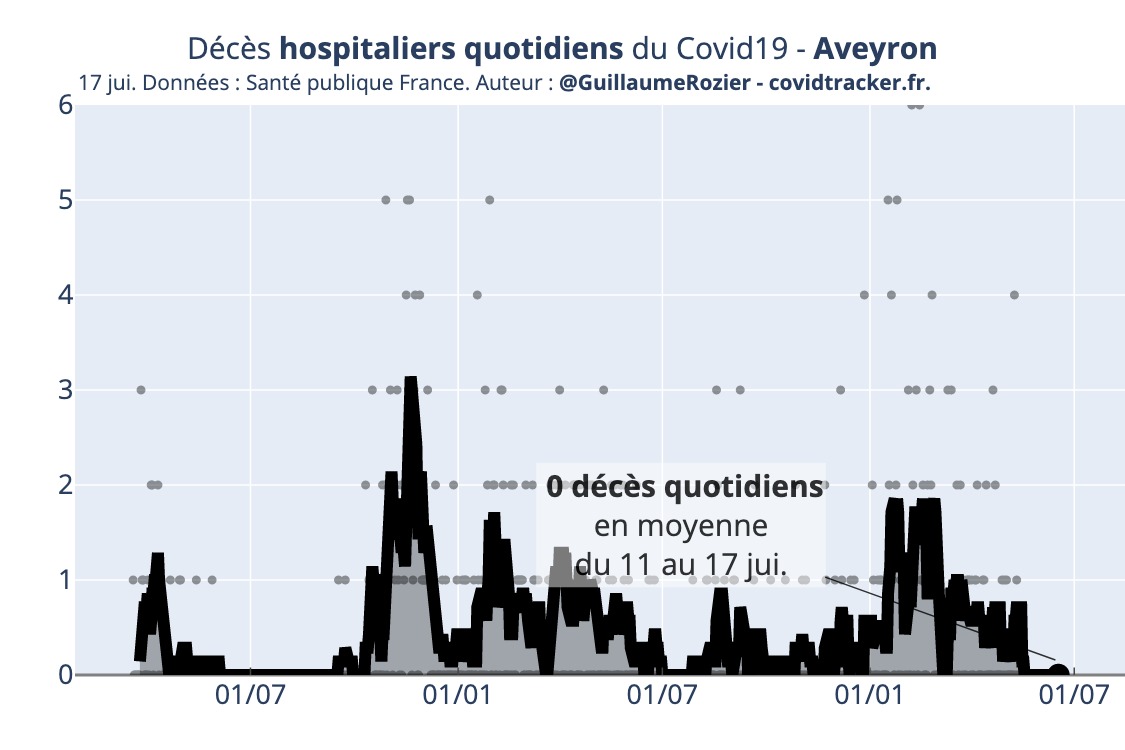 Décès hospitaliers quotidiens du Covid19 - Aveyron
17 jui. Données : Santé publique France. Auteur : @GuillaumeRozier - covidtracker.fr.
6
5
4
3
2
1
0
0 décès quotidiens
en moyenne
du 11 au 17 jui.
01/07 01/01 01/07 01/01 01/07